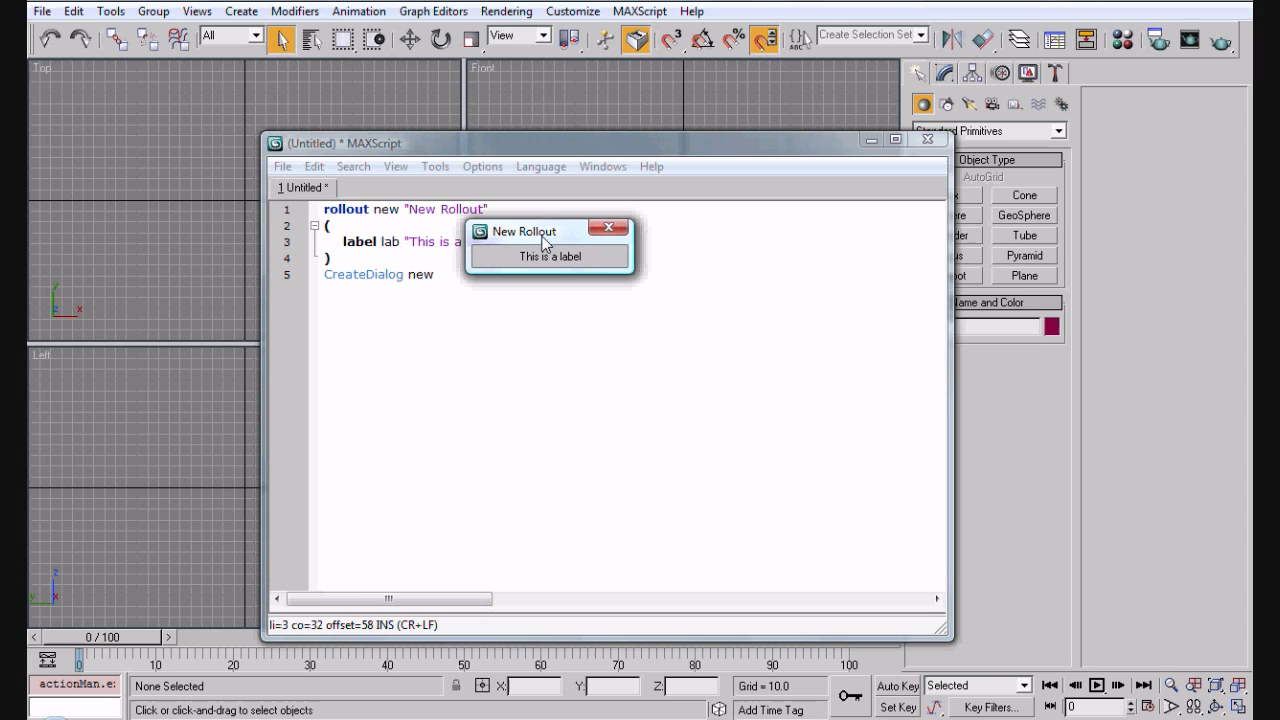 File Edit Tools Group Views Create Modifiers Animation Graph Editors Rendering Customize MAXScript Help
All
View
Create Selection Set
Top
Front
Left
(Untitled) * MAXScript
File Edit Search View Tools Options Language Windows Help
1 Untitled *
1 rollout new "New Rollout"
2 (
3 label lab "This is a
4 )
5 CreateDialog new
New Rollout
This is a label
li=3 co=32 offset=58 INS (CR+LF)
Standard Primitives
Object Type
AutoGrid
Cone
GeoSphere
Tube
Pyramid
Plane
Name and Color
y
z x
z
y x
0 / 100
0 10 20 30 40 50 60 70 80 90 100
actionMan.e
None Selected
X: Y: Z:
Grid = 10.0
Auto Key Selected
Click or click-and-drag to select objects
Add Time Tag
Set Key Key Filters...
0